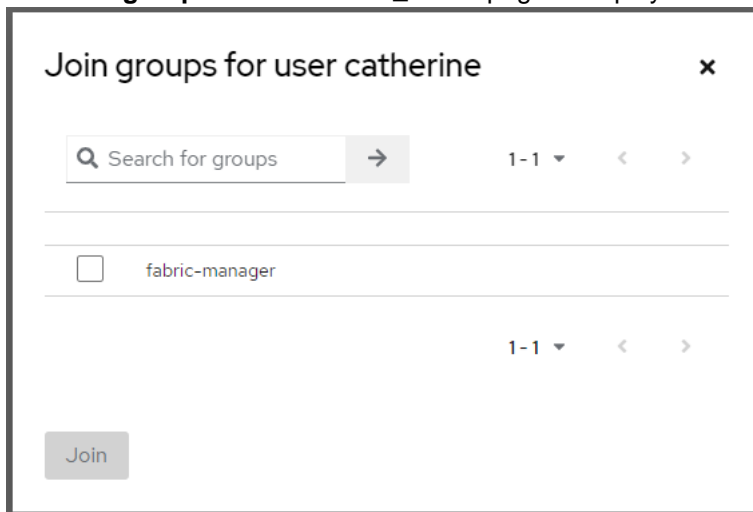 Join groups for user catherine
Search for groups 1 - 1
fabric-manager
1 - 1
Join